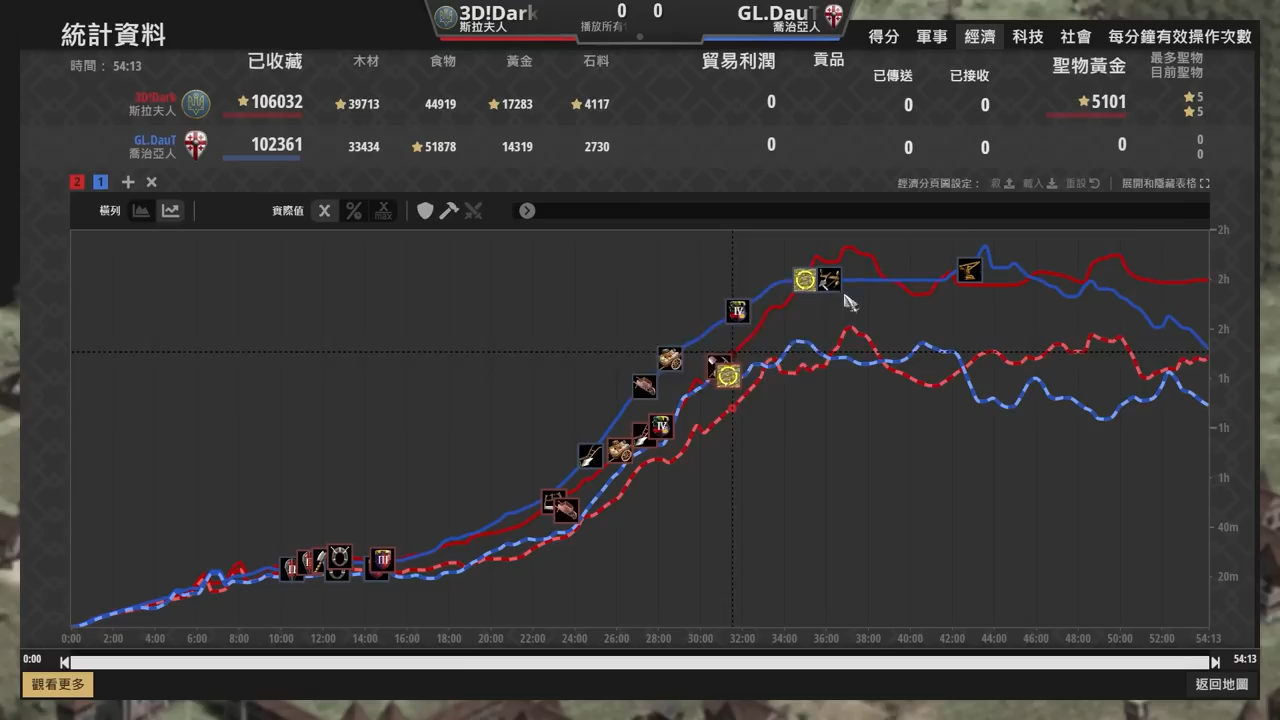 3D!Dark 0 0 GL.DauT
斯拉夫人 播放所有 喬治亞人
統計資料
得分 軍事 經濟 科技 社會 每分鐘有效操作次數
時間： 54:13 已收藏 木材 食物 黃金 石料 貿易利潤 貢品 已傳送 已接收 聖物黃金 最多聖物
目前聖物
3D!Dark
斯拉夫人 106032 39713 44919 17283 4117 0 0 0 5101 5
5
GL.DauT
喬治亞人 102361 33434 51878 14319 2730 0 0 0 0 0
0
2 1
經濟分頁圖設定： 載入 重設 展開和隱藏表格
橫列 實際值 X % X max
2h
2h
2h
1h
1h
1h
40m
20m
IV
IV
II
III
0:00 2:00 4:00 6:00 8:00 10:00 12:00 14:00 16:00 18:00 20:00 22:00 24:00 26:00 28:00 30:00 32:00 34:00 36:00 38:00 40:00 42:00 44:00 46:00 48:00 50:00 52:00 54:13
0:00 54:13
觀看更多 返回地圖